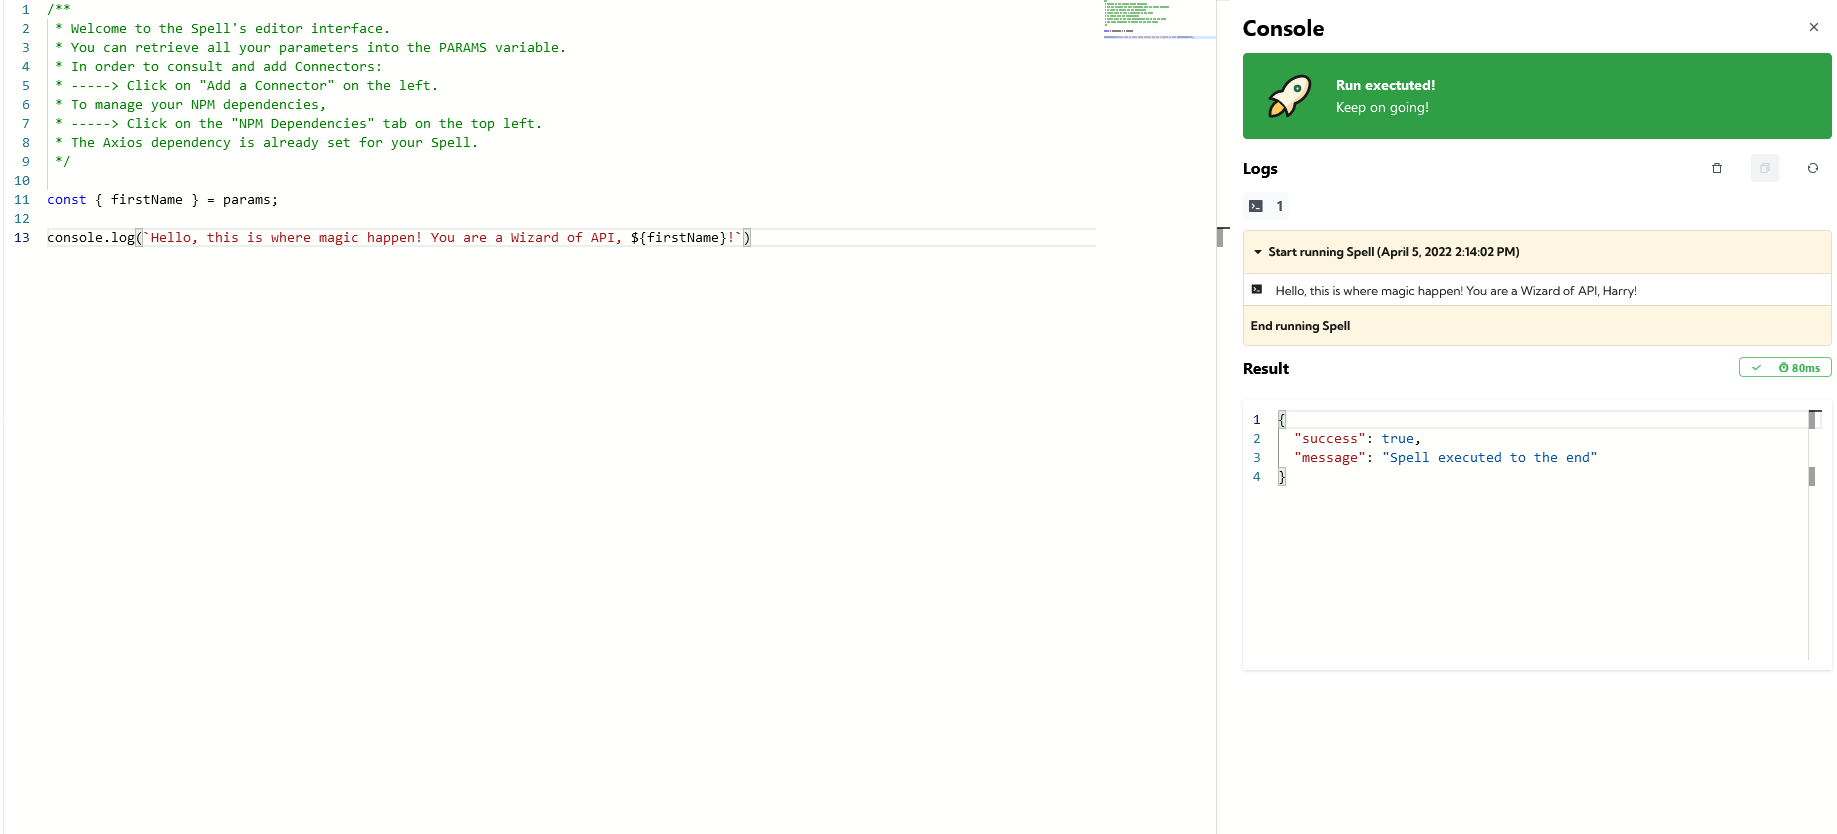 1 /**
2  * Welcome to the Spell's editor interface.
3  * You can retrieve all your parameters into the PARAMS variable.
4  * In order to consult and add Connectors:
5  * -----> Click on "Add a Connector" on the left.
6  * To manage your NPM dependencies,
7  * -----> Click on the "NPM Dependencies" tab on the top left.
8  * The Axios dependency is already set for your Spell.
9  */
10
11 const { firstName } = params;
12
13 console.log(`Hello, this is where magic happen! You are a Wizard of API, ${firstName}!`)
Console
Run exectuted!
Keep on going!
Logs
1
Start running Spell (April 5, 2022 2:14:02 PM)
Hello, this is where magic happen! You are a Wizard of API, Harry!
End running Spell
Result
80ms
1 {
2   "success": true,
3   "message": "Spell executed to the end"
4 }